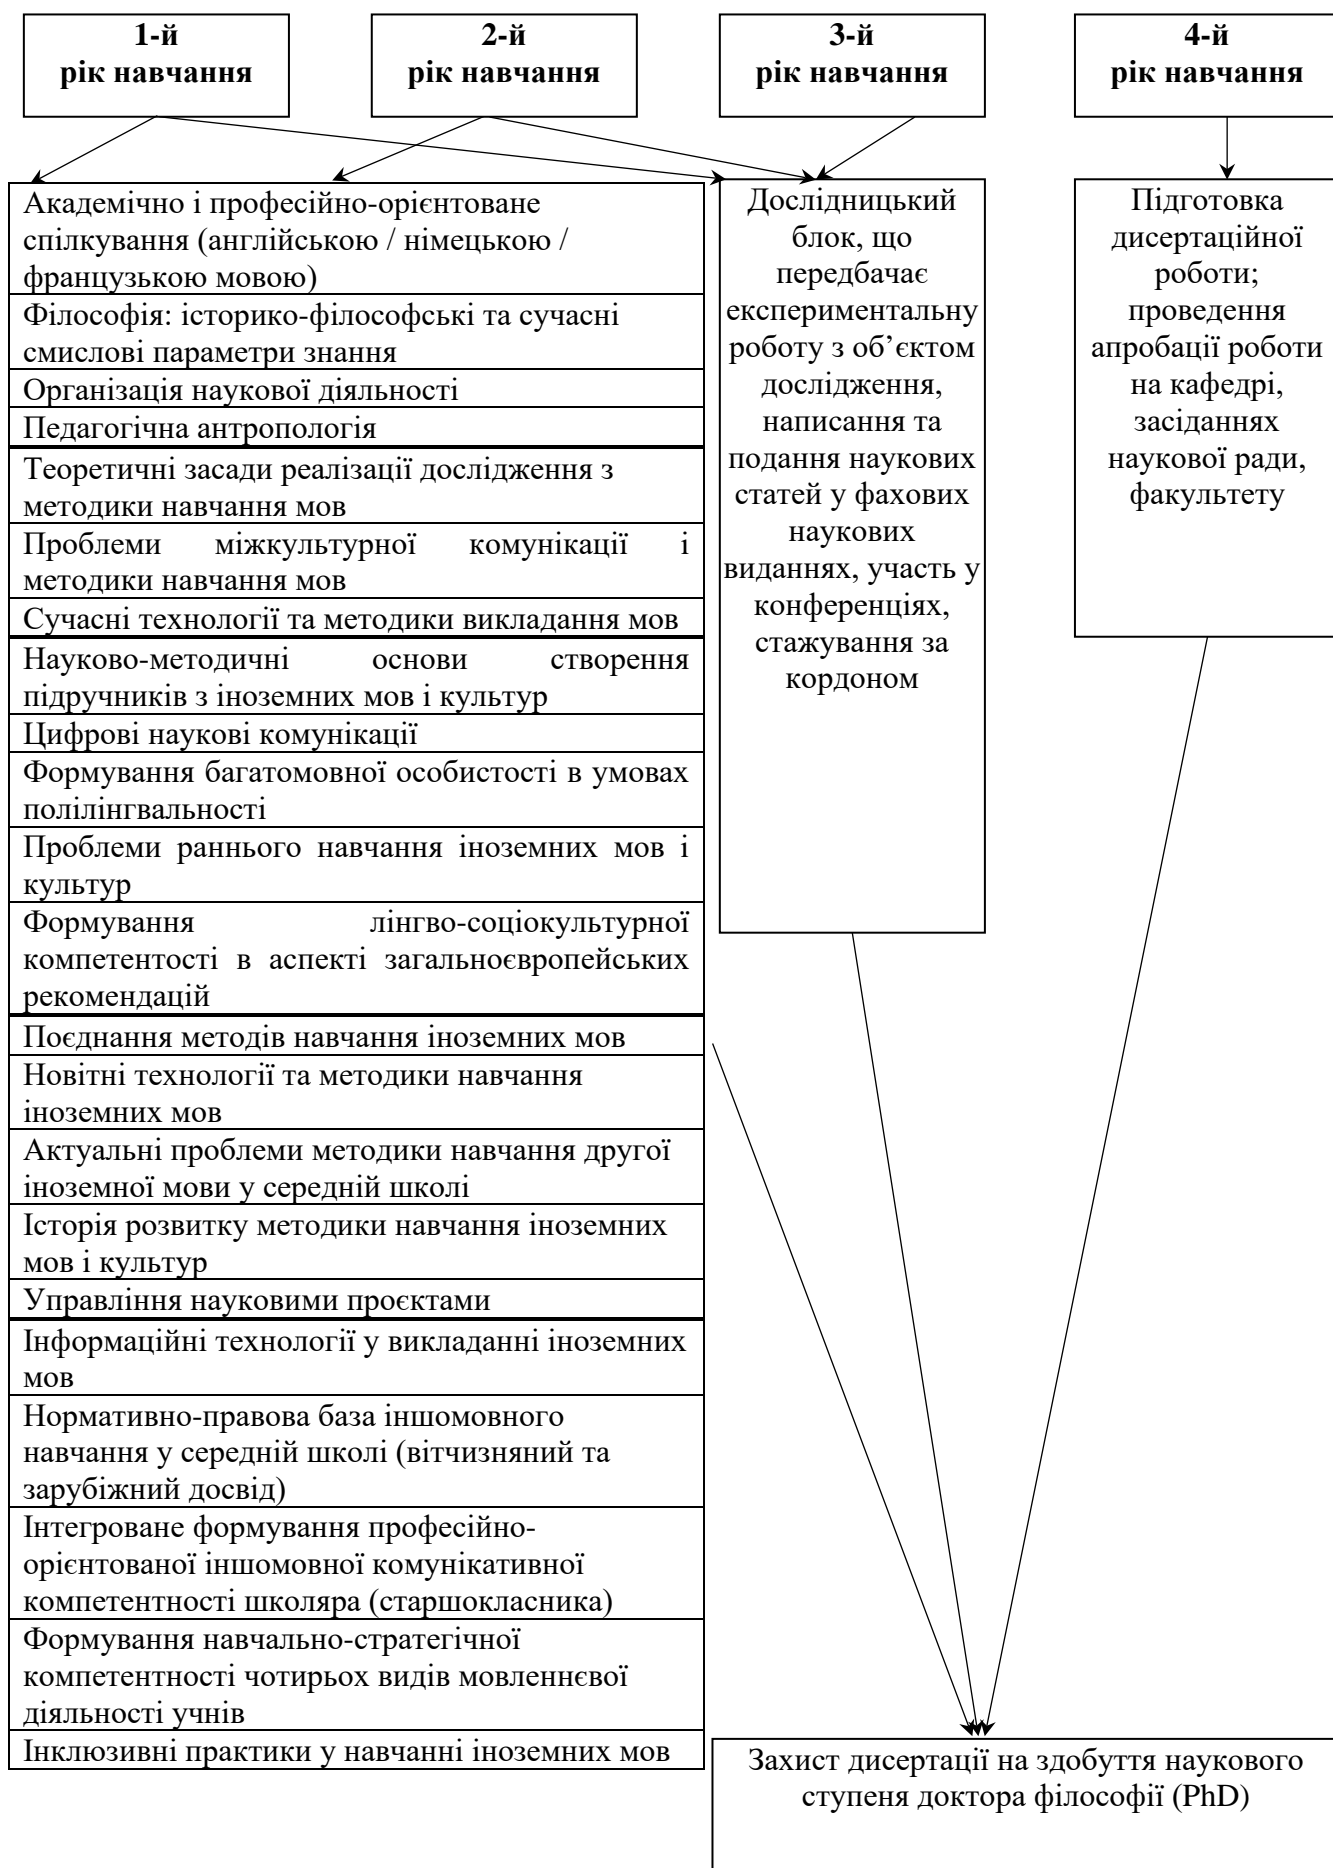 1-й
рік навчання
2-й
рік навчання
3-й
рік навчання
4-й
рік навчання
Академічно і професійно-орієнтоване
спілкування (англійською / німецькою /
французькою мовою)
Філософія: історико-філософські та сучасні
смислові параметри знання
Організація наукової діяльності
Педагогічна антропологія
Теоретичні засади реалізації дослідження з
методики навчання мов
Проблеми міжкультурної комунікації і
методики навчання мов
Сучасні технології та методики викладання мов
Науково-методичні основи створення
підручників з іноземних мов і культур
Цифрові наукові комунікації
Формування багатомовної особистості в умовах
полілінгвальності
Проблеми раннього навчання іноземних мов і
культур
Формування лінгво-соціокультурної
компетентості в аспекті загальноєвропейських
рекомендацій
Поєднання методів навчання іноземних мов
Новітні технології та методики навчання
іноземних мов
Актуальні проблеми методики навчання другої
іноземної мови у середній школі
Історія розвитку методики навчання іноземних
мов і культур
Управління науковими проєктами
Інформаційні технології у викладанні іноземних
мов
Нормативно-правова база іншомовного
навчання у середній школі (вітчизняний та
зарубіжний досвід)
Інтегроване формування професійно-
орієнтованої іншомовної комунікативної
компетентності школяра (старшокласника)
Формування навчально-стратегічної
компетентності чотирьох видів мовленнєвої
діяльності учнів
Інклюзивні практики у навчанні іноземних мов
Дослідницький
блок, що
передбачає
експериментальну
роботу з об’єктом
дослідження,
написання та
подання наукових
статей у фахових
наукових
виданнях, участь у
конференціях,
стажування за
кордоном
Підготовка
дисертаційної
роботи;
проведення
апробації роботи
на кафедрі,
засіданнях
наукової ради,
факультету
Захист дисертації на здобуття наукового
ступеня доктора філософії (PhD)